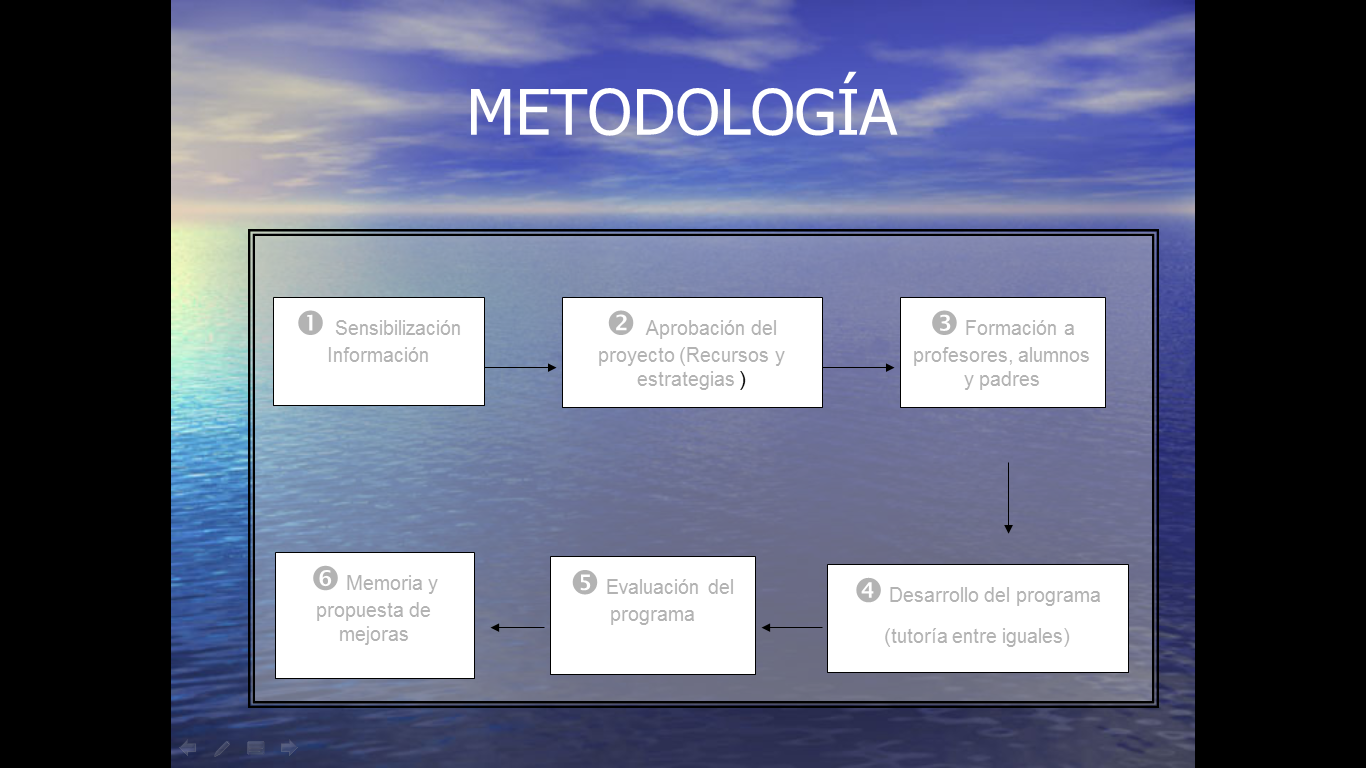 METODOLOGÍA
❶ Sensibilización
Información
❷ Aprobación del
proyecto (Recursos y
estrategias )
❸ Formación a
profesores, alumnos
y padres
❹ Desarrollo del programa
(tutoría entre iguales)
❺ Evaluación del
programa
❻ Memoria y
propuesta de
mejoras